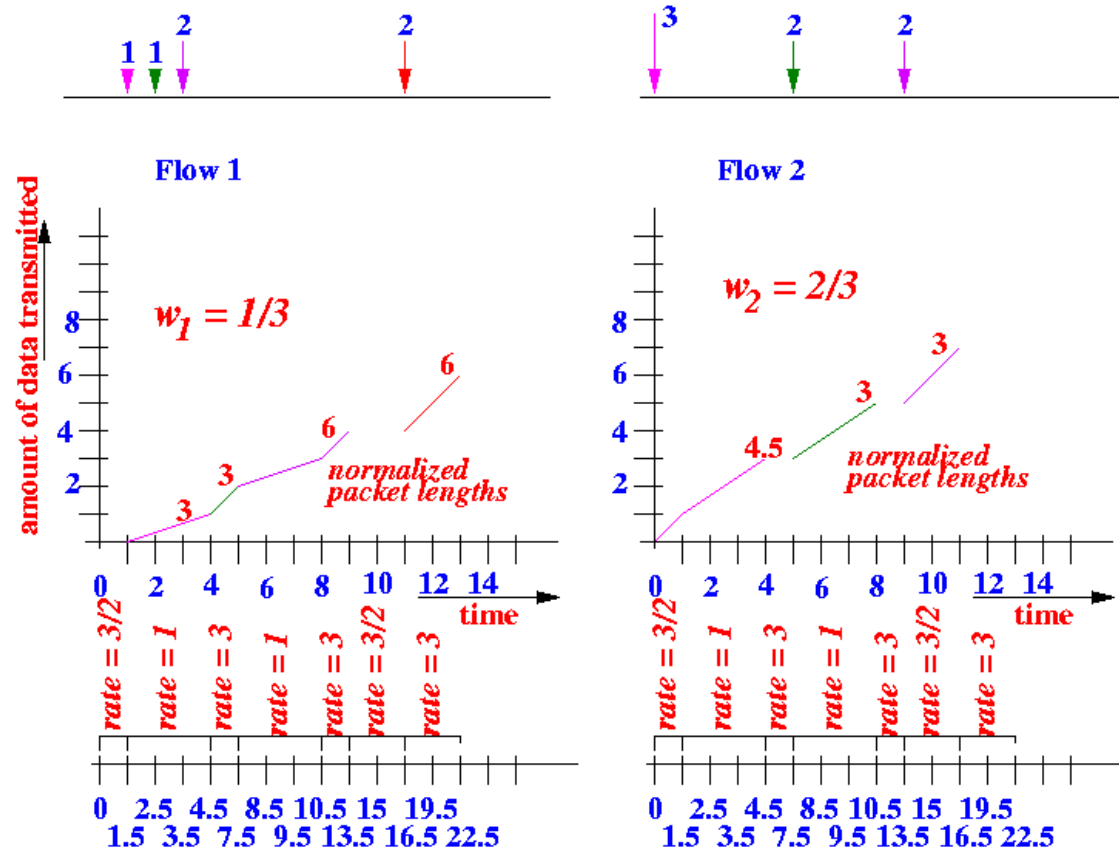 1 1 2 2
3 2 2
Flow 1
Flow 2
amount of data transmitted
w1 = 1/3
w2 = 2/3
8
6
4
2
3
3
6
6
normalized
packet lengths
8
6
4
2
4.5
3
3
normalized
packet lengths
0 2 4 6 8 10 12 14
time
0 2 4 6 8 10 12 14
time
rate = 3/2
rate = 1
rate = 3
rate = 1
rate = 3
rate = 3/2
rate = 3
rate = 3/2
rate = 1
rate = 3
rate = 1
rate = 3
rate = 3/2
rate = 3
0 2.5 4.5 8.5 10.5 15 19.5
1.5 3.5 7.5 9.5 13.5 16.5 22.5
0 2.5 4.5 8.5 10.5 15 19.5
1.5 3.5 7.5 9.5 13.5 16.5 22.5